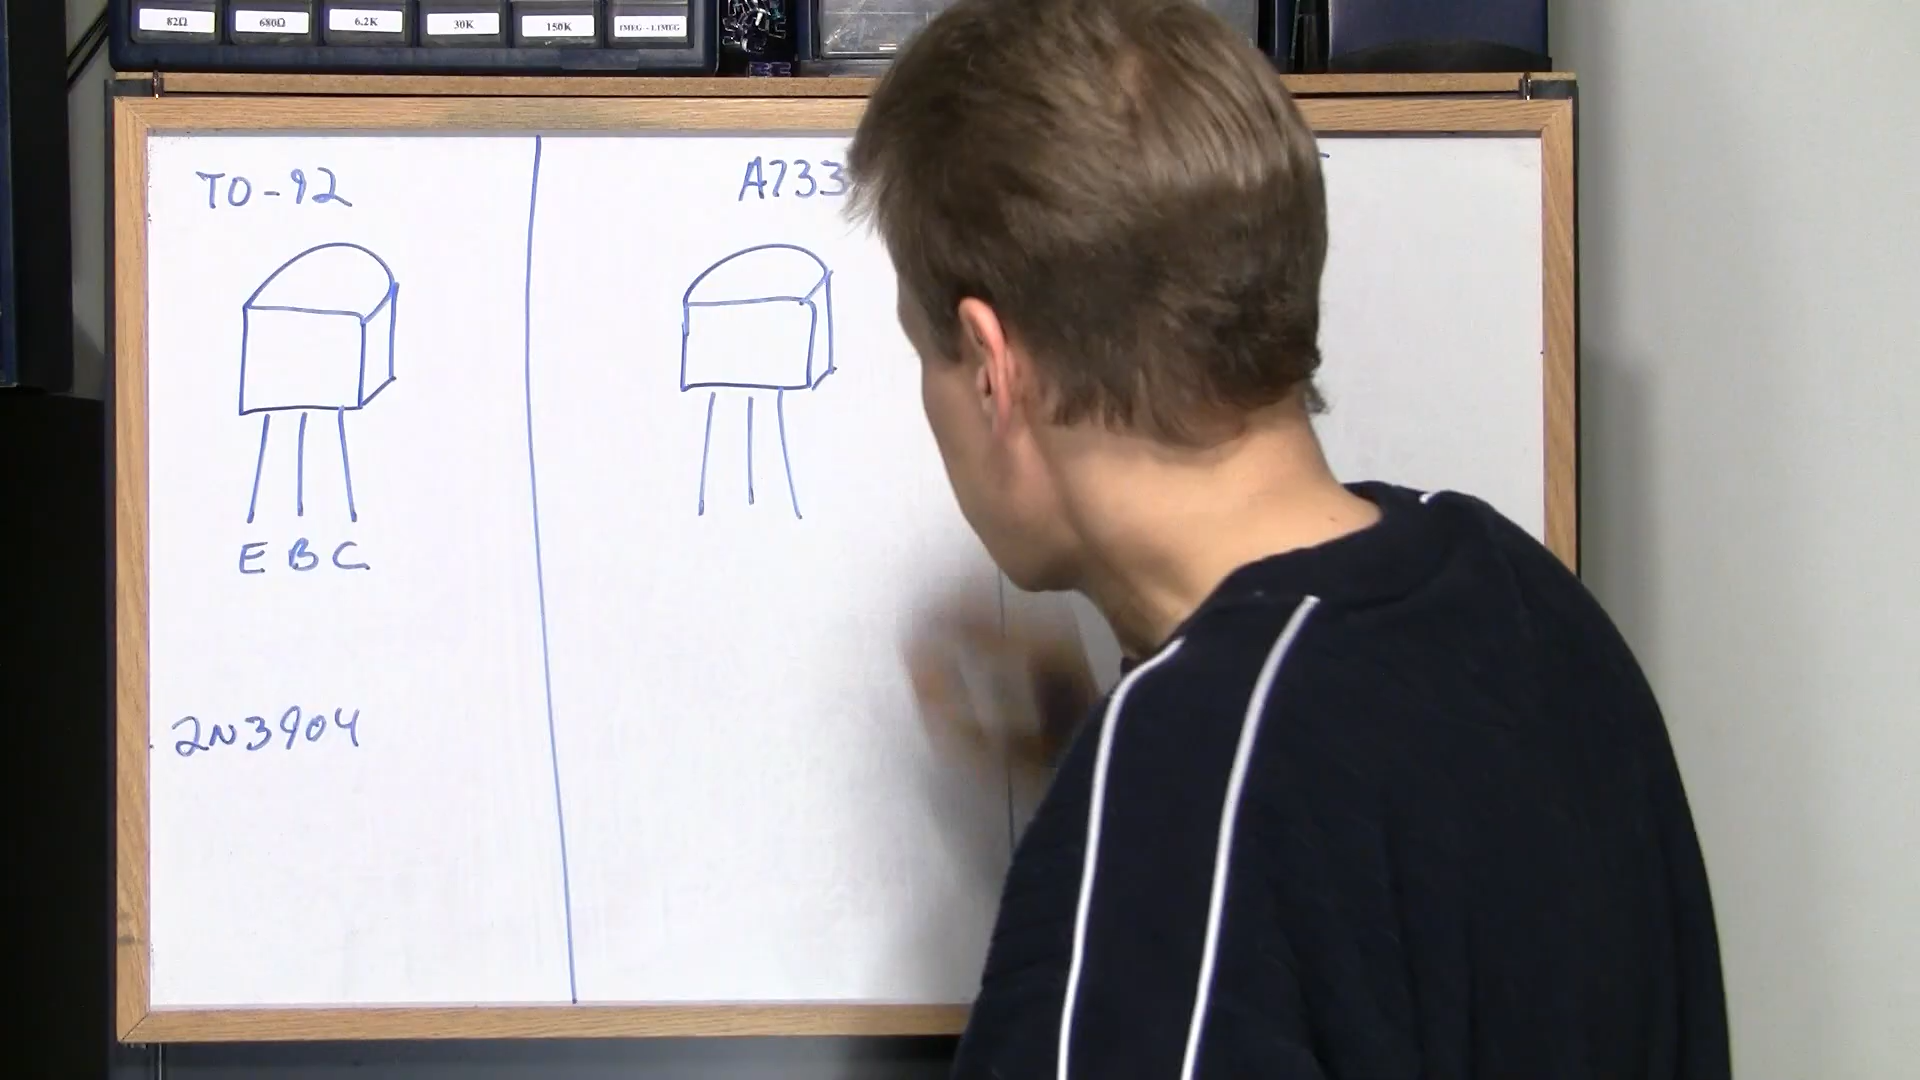 82Ω
680Ω
6.2K
30K
150K
1MEG - 1.1MEG
TO-92
A733
E B C
2N3904